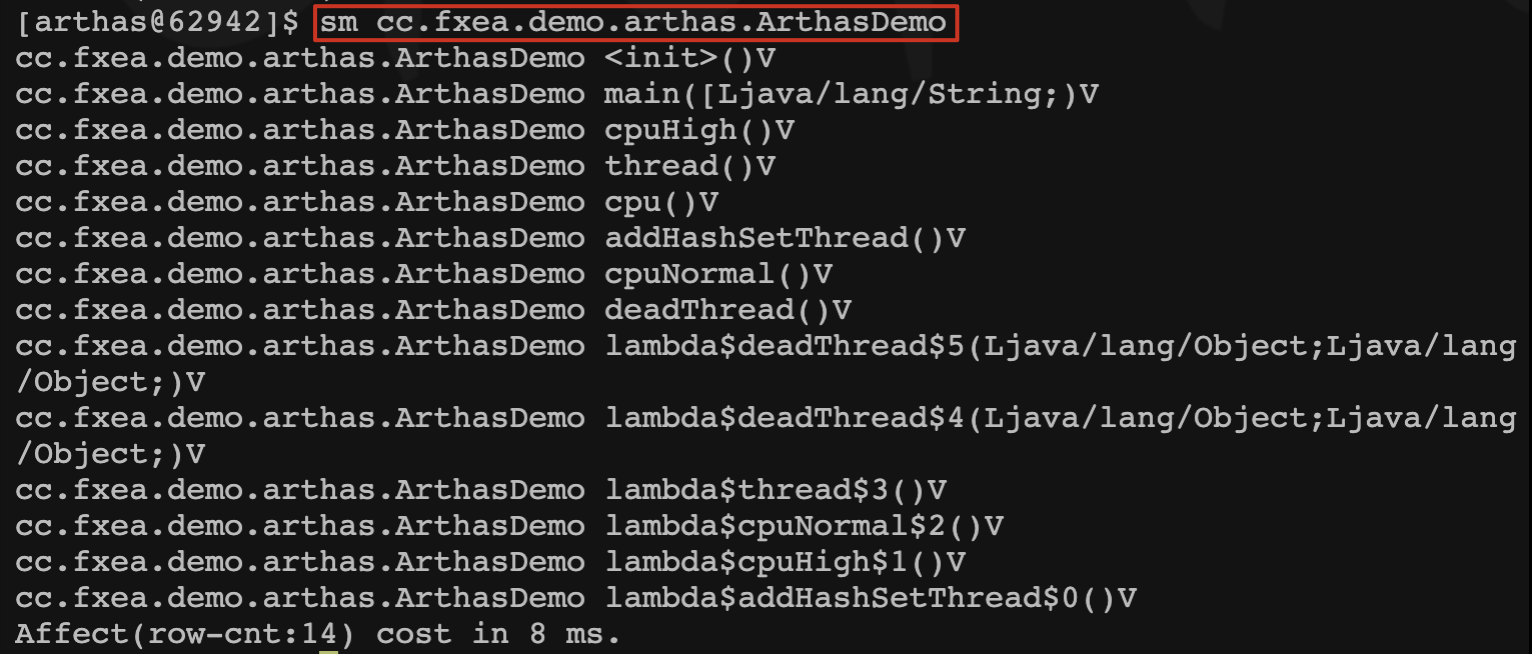 [arthas@62942]$ sm cc.fxea.demo.arthas.ArthasDemo
cc.fxea.demo.arthas.ArthasDemo <init>()V
cc.fxea.demo.arthas.ArthasDemo main([Ljava/lang/String;)V
cc.fxea.demo.arthas.ArthasDemo cpuHigh()V
cc.fxea.demo.arthas.ArthasDemo thread()V
cc.fxea.demo.arthas.ArthasDemo cpu()V
cc.fxea.demo.arthas.ArthasDemo addHashSetThread()V
cc.fxea.demo.arthas.ArthasDemo cpuNormal()V
cc.fxea.demo.arthas.ArthasDemo deadThread()V
cc.fxea.demo.arthas.ArthasDemo lambda$deadThread$5(Ljava/lang/Object;Ljava/lang
/Object;)V
cc.fxea.demo.arthas.ArthasDemo lambda$deadThread$4(Ljava/lang/Object;Ljava/lang
/Object;)V
cc.fxea.demo.arthas.ArthasDemo lambda$thread$3()V
cc.fxea.demo.arthas.ArthasDemo lambda$cpuNormal$2()V
cc.fxea.demo.arthas.ArthasDemo lambda$cpuHigh$1()V
cc.fxea.demo.arthas.ArthasDemo lambda$addHashSetThread$0()V
Affect(row-cnt:14) cost in 8 ms.